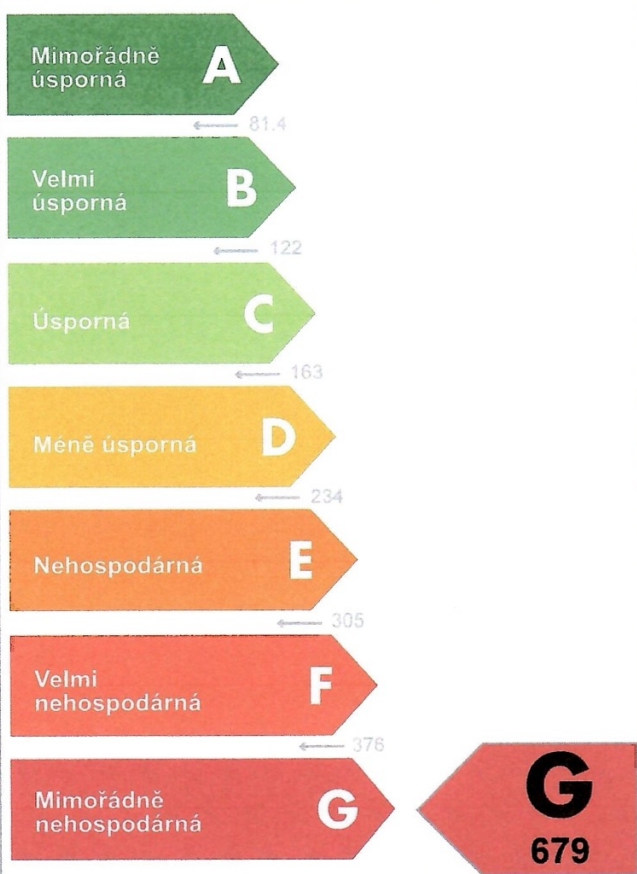 Mimořádně
úsporná
A
81.4
Velmi
úsporná
B
122
Úsporná
C
163
Méně úsporná
D
234
Nehospodárná
E
305
Velmi
nehospodárná
F
376
Mimořádně
nehospodárná
G
G
679